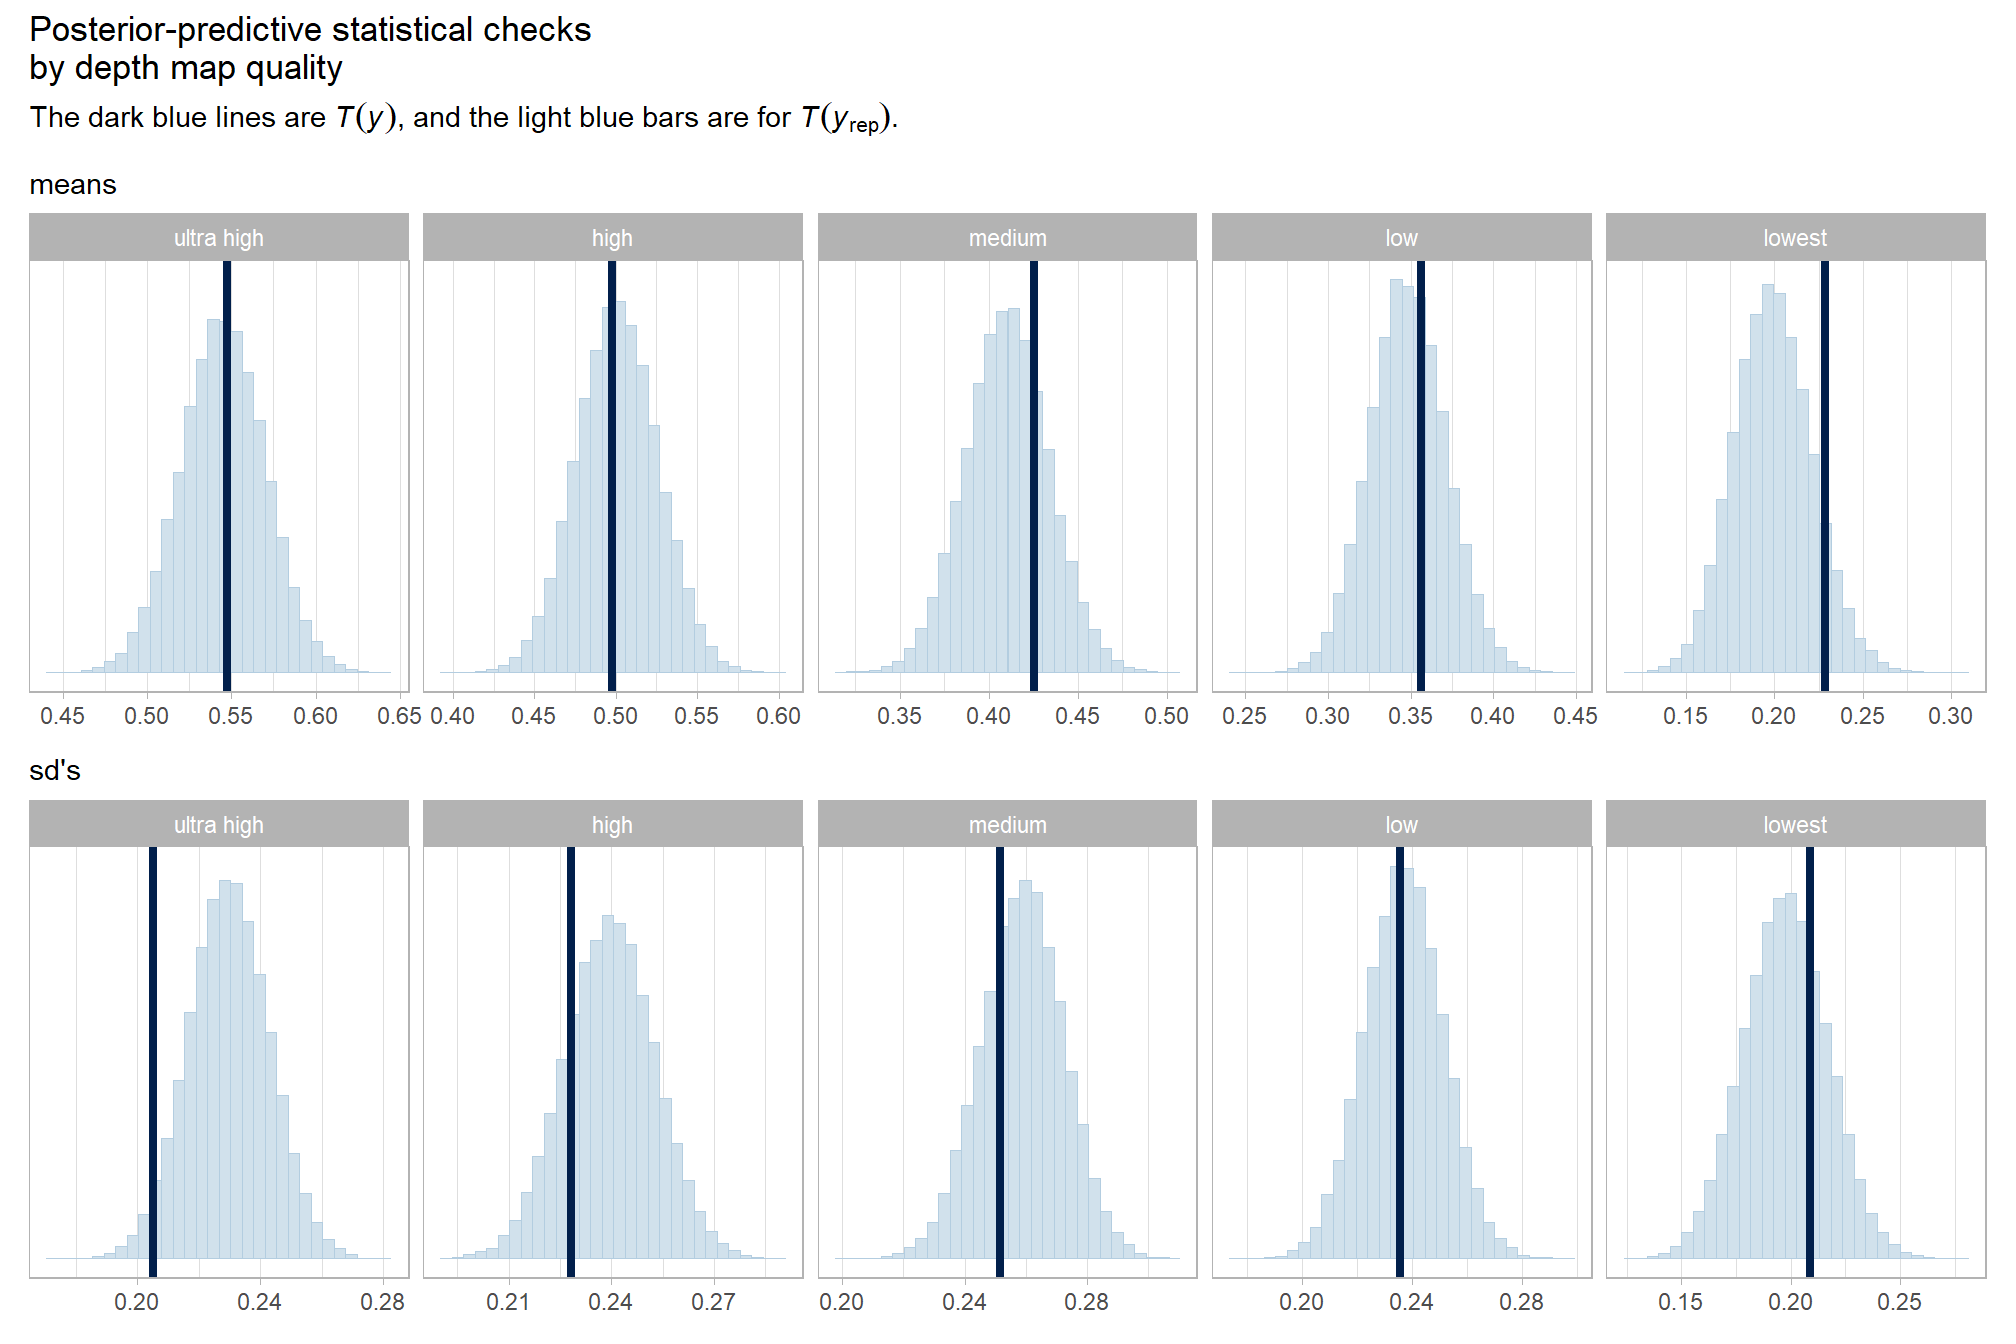 Posterior-predictive statistical checks
by depth map quality
The dark blue lines are T(y), and the light blue bars are for T(y_rep).
means
ultra high high medium low lowest
0.45 0.50 0.55 0.60 0.65 0.40 0.45 0.50 0.55 0.60 0.35 0.40 0.45 0.50 0.25 0.30 0.35 0.40 0.45 0.15 0.20 0.25 0.30
sd's
ultra high high medium low lowest
0.20 0.24 0.28 0.21 0.24 0.27 0.20 0.24 0.28 0.20 0.24 0.28 0.15 0.20 0.25